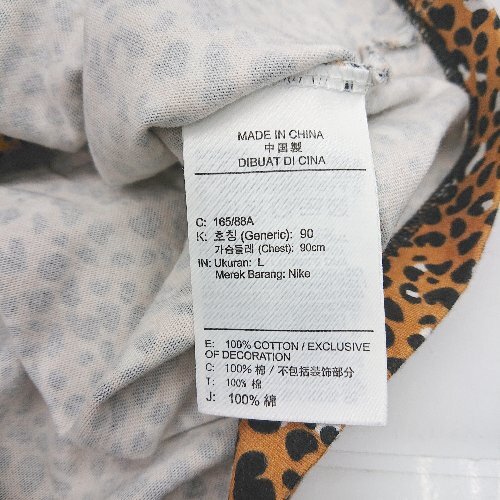 MADE IN CHINA
中国製
DIBUAT DI CINA
C: 165/88A
K: 호칭 (Generic): 90
가슴둘레 (Chest): 90cm
IN: Ukuran: L
Merek Barang: Nike
E: 100% COTTON / EXCLUSIVE
OF DECORATION
C: 100% 棉 / 不包括装饰部分
T: 100% 棉
J: 100% 綿